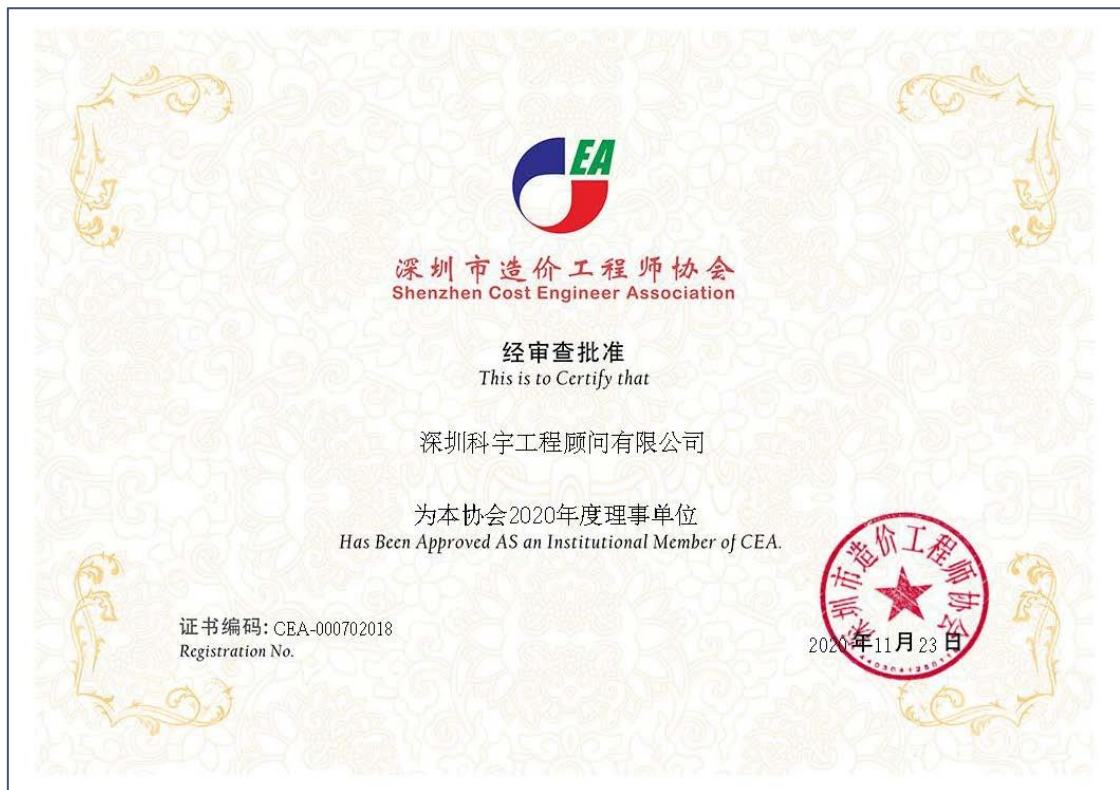 EA
深圳市造价工程师协会
Shenzhen Cost Engineer Association
经审查批准
This is to Certify that
深圳科宇工程顾问有限公司
为本协会2020年度理事单位
Has Been Approved AS an Institutional Member of CEA.
深圳市造价工程师协会
证书编码: CEA-000702018
Registration No.
2020年11月23日